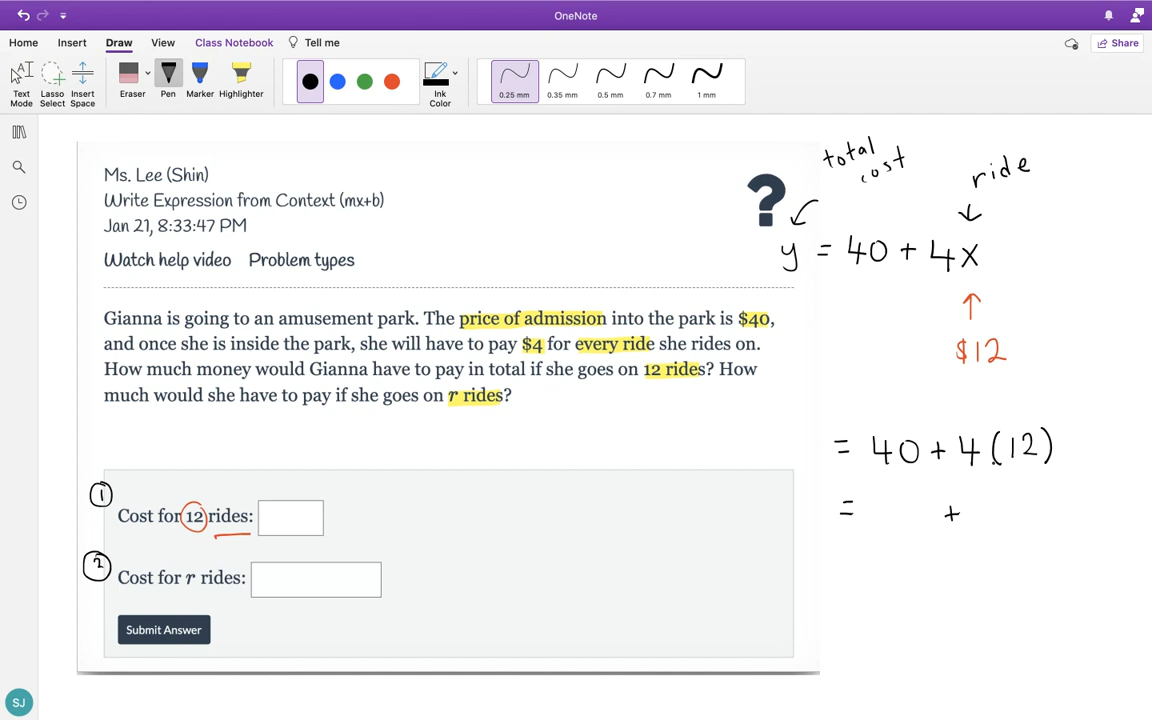 OneNote
Home Insert Draw View Class Notebook Tell me
Share
Text Mode
Lasso Select
Insert Space
Eraser
Pen
Marker
Highlighter
Ink Color
0.25 mm
0.35 mm
0.5 mm
0.7 mm
1 mm
Ms. Lee (Shin)
Write Expression from Context (mx+b)
Jan 21, 8:33:47 PM
Watch help video Problem types
?
Gianna is going to an amusement park. The price of admission into the park is $40,
and once she is inside the park, she will have to pay $4 for every ride she rides on.
How much money would Gianna have to pay in total if she goes on 12 rides? How
much would she have to pay if she goes on r rides?
1
Cost for 12 rides:
2
Cost for r rides:
Submit Answer
total
cost
ride
y = 40 + 4x
$12
= 40 + 4(12)
= +
SJ